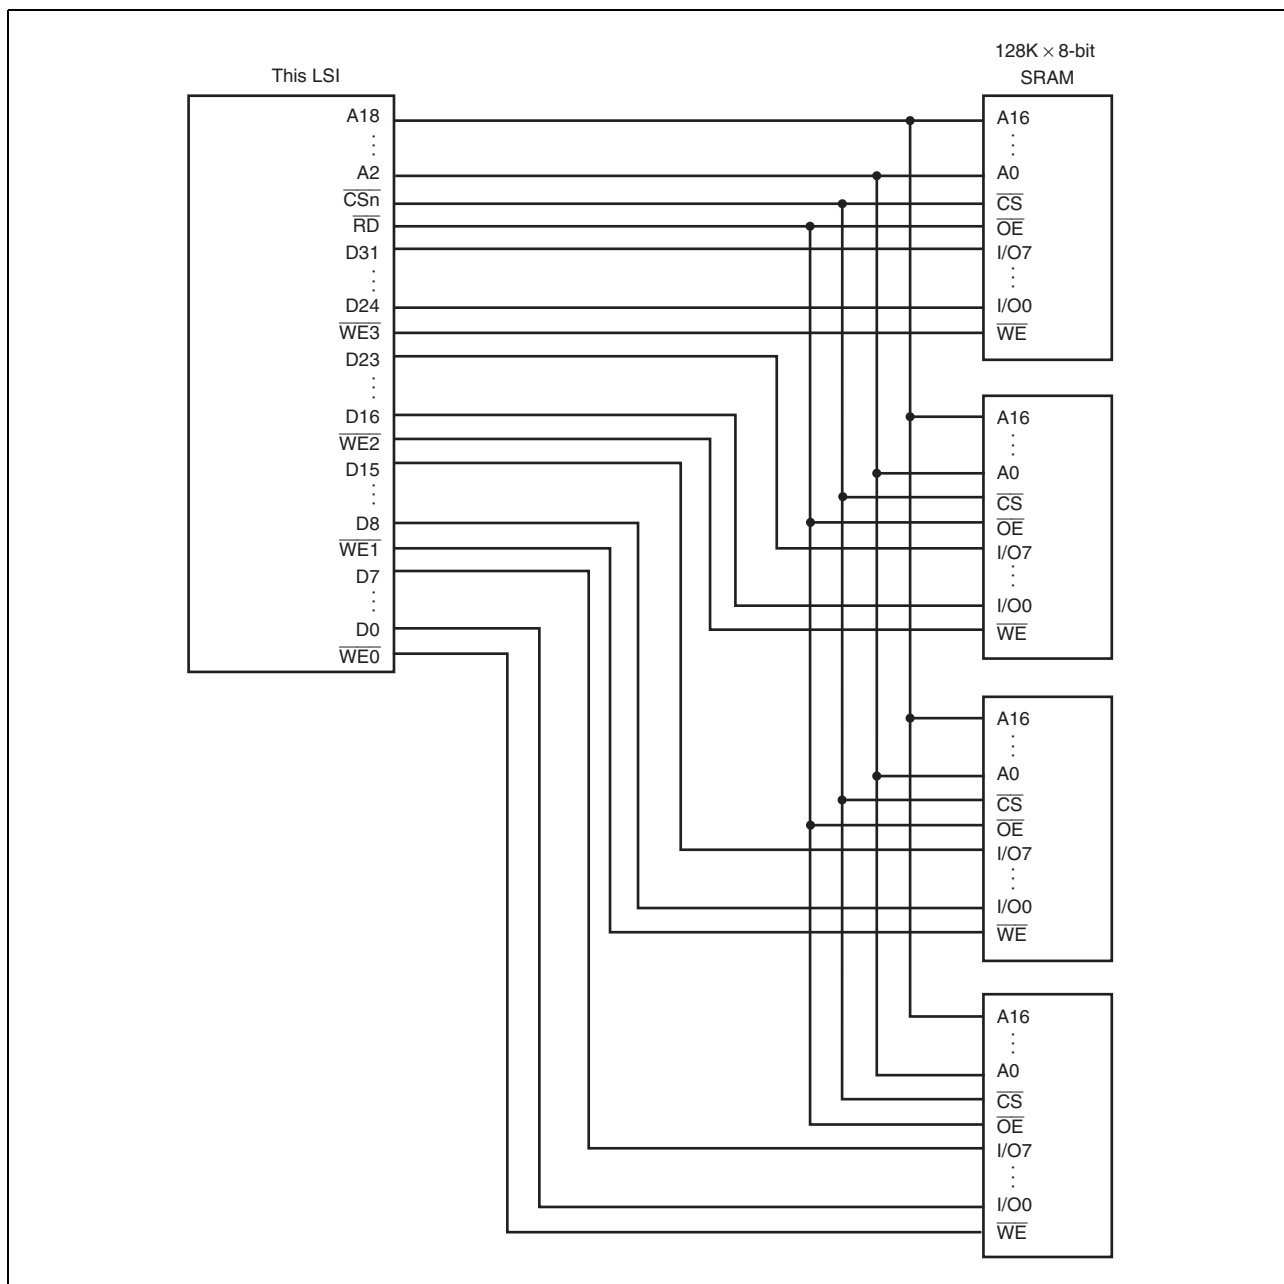 This LSI
A18
A2
CSn
RD
D31
D24
WE3
D23
D16
WE2
D15
D8
WE1
D7
D0
WE0
128K × 8-bit
SRAM
A16
A0
CS
OE
I/O7
I/O0
WE
A16
A0
CS
OE
I/O7
I/O0
WE
A16
A0
CS
OE
I/O7
I/O0
WE
A16
A0
CS
OE
I/O7
I/O0
WE